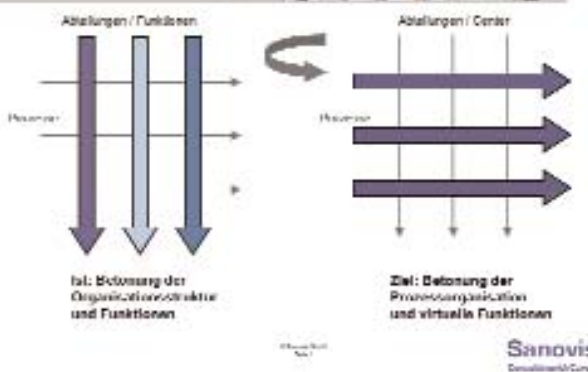 Abteilungen / Funktionen
Abteilungen / Center
Prozesse
Prozesse
Ist: Betonung der
Organisationsstruktur
und Funktionen
Ziel: Betonung der
Prozessorganisation
und virtuelle Funktionen
Sanovis